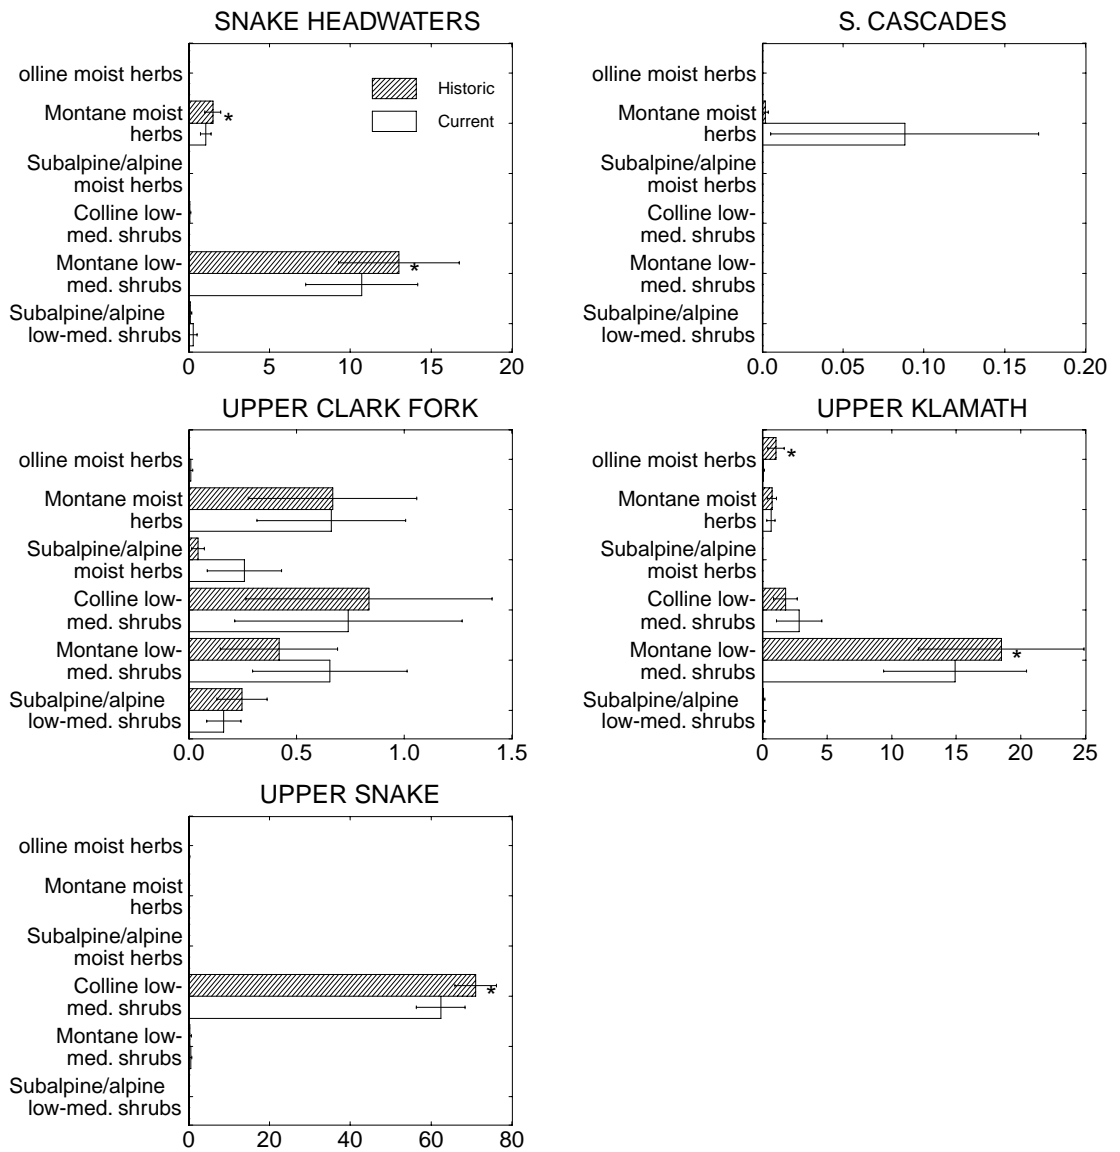 SNAKE HEADWATERS
olline moist herbs
Montane moist
herbs
Subalpine/alpine
moist herbs
Colline low-
med. shrubs
Montane low-
med. shrubs
Subalpine/alpine
low-med. shrubs
Historic
Current
*
*
0 5 10 15 20
S. CASCADES
olline moist herbs
Montane moist
herbs
Subalpine/alpine
moist herbs
Colline low-
med. shrubs
Montane low-
med. shrubs
Subalpine/alpine
low-med. shrubs
0.0 0.05 0.10 0.15 0.20
UPPER CLARK FORK
olline moist herbs
Montane moist
herbs
Subalpine/alpine
moist herbs
Colline low-
med. shrubs
Montane low-
med. shrubs
Subalpine/alpine
low-med. shrubs
0.0 0.5 1.0 1.5
UPPER KLAMATH
olline moist herbs
Montane moist
herbs
Subalpine/alpine
moist herbs
Colline low-
med. shrubs
Montane low-
med. shrubs
Subalpine/alpine
low-med. shrubs
*
*
0 5 10 15 20 25
UPPER SNAKE
olline moist herbs
Montane moist
herbs
Subalpine/alpine
moist herbs
Colline low-
med. shrubs
Montane low-
med. shrubs
Subalpine/alpine
low-med. shrubs
*
0 20 40 60 80